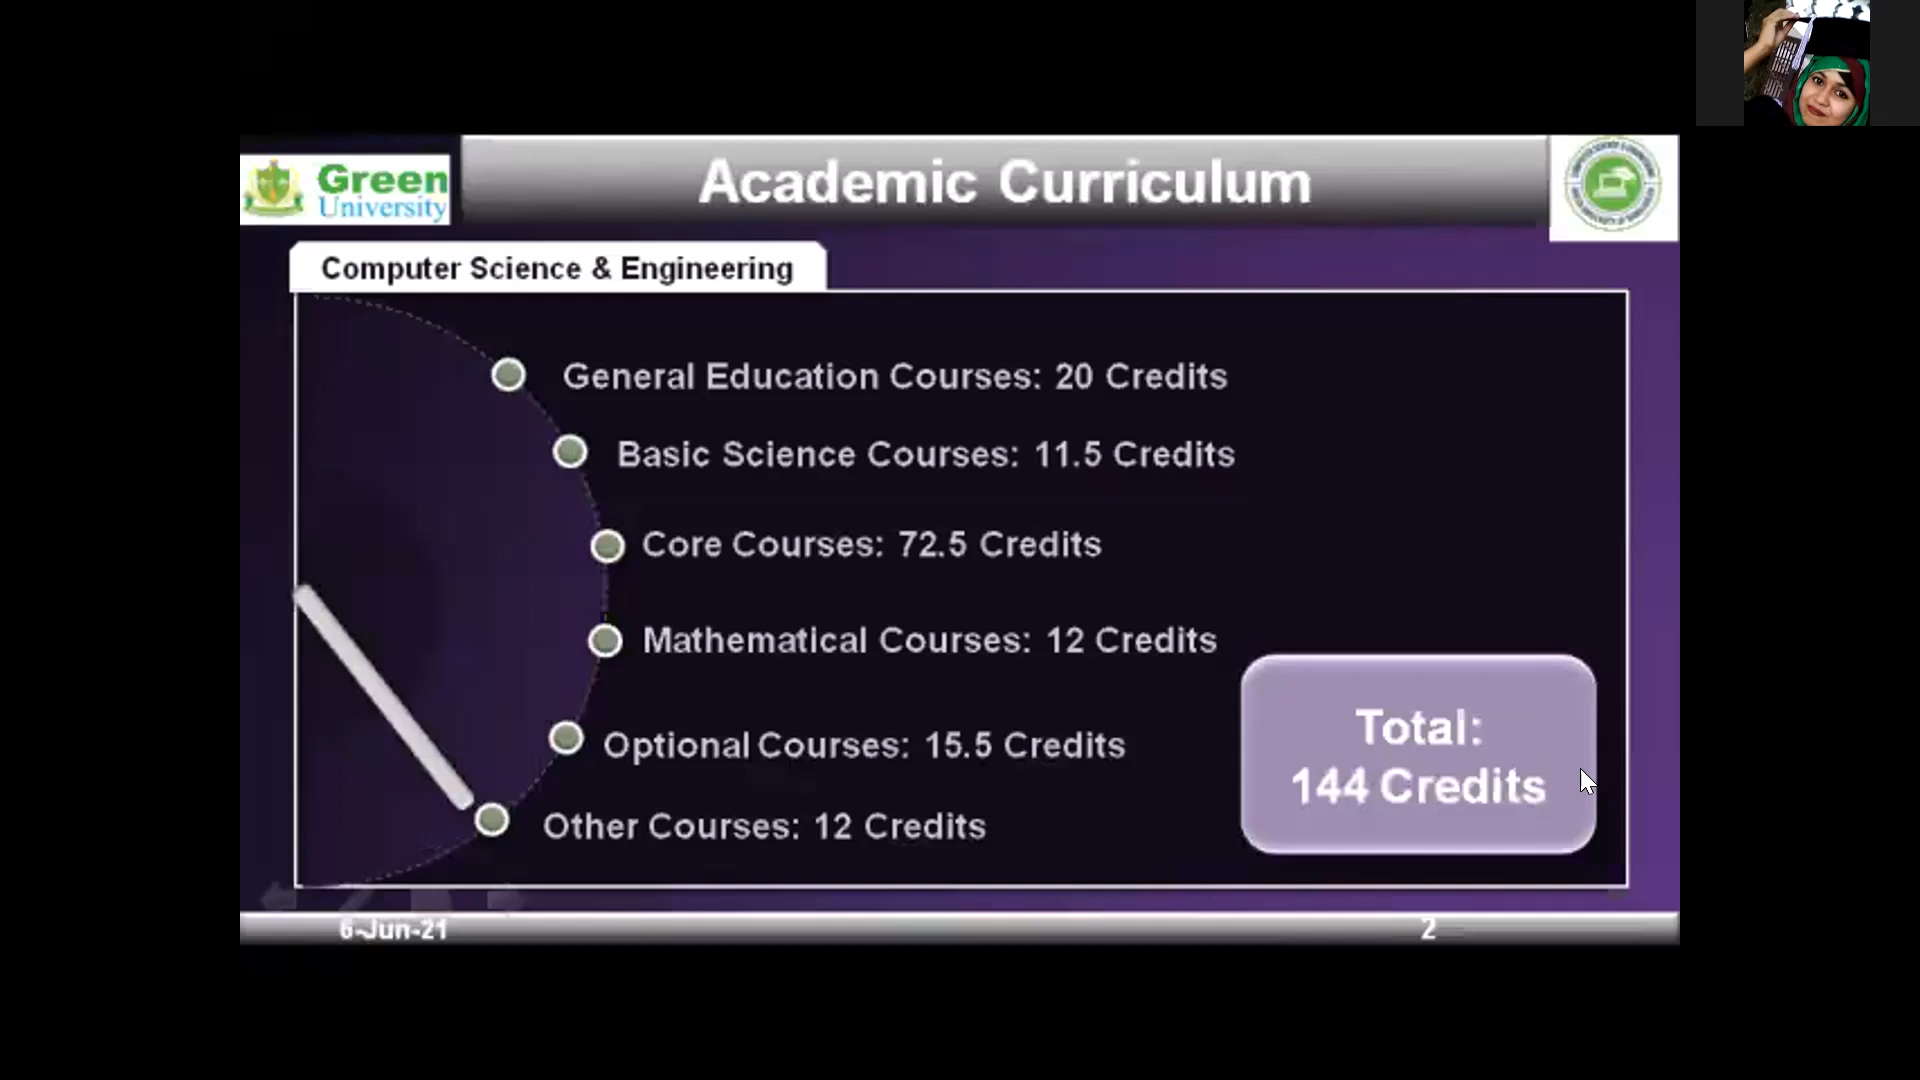 Green
University
Academic Curriculum
Computer Science & Engineering
General Education Courses: 20 Credits
Basic Science Courses: 11.5 Credits
Core Courses: 72.5 Credits
Mathematical Courses: 12 Credits
Optional Courses: 15.5 Credits
Other Courses: 12 Credits
Total:
144 Credits
6-Jun-21
2